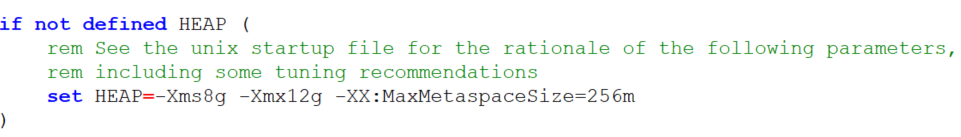 if not defined HEAP (
    rem See the unix startup file for the rationale of the following parameters,
    rem including some tuning recommendations
    set HEAP=-Xms8g -Xmx12g -XX:MaxMetaspaceSize=256m
)